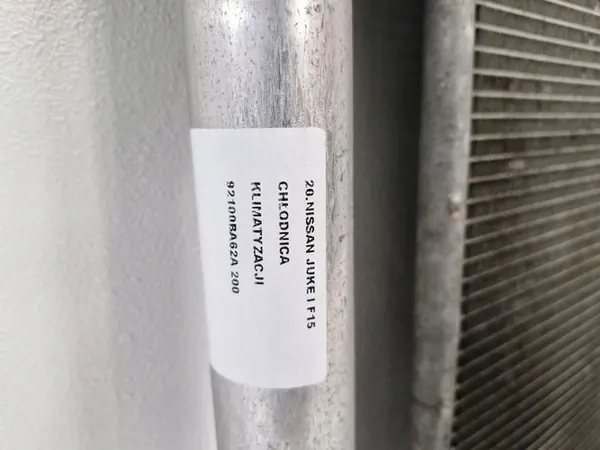 20.NISSAN JUKE I F15
CHŁODNICA
KLIMATYZACJI
92100BA62A 200